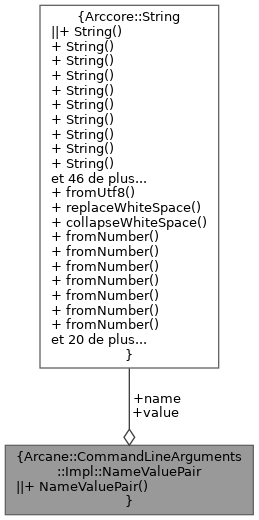 {Arccore::String
||+ String()
+ String()
+ String()
+ String()
+ String()
+ String()
+ String()
+ String()
+ String()
+ String()
et 46 de plus...
+ fromUtf8()
+ replaceWhiteSpace()
+ collapseWhiteSpace()
+ fromNumber()
+ fromNumber()
+ fromNumber()
+ fromNumber()
+ fromNumber()
+ fromNumber()
+ fromNumber()
et 20 de plus...
}
+name
+value
{Arcane::CommandLineArguments
::Impl::NameValuePair
||+ NameValuePair()
}